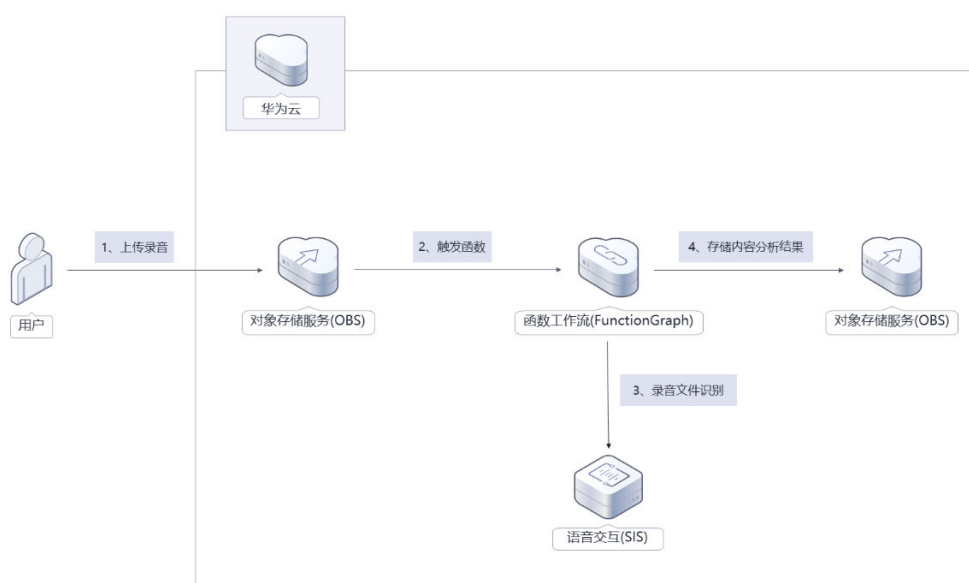 华为云
1、上传录音
2、触发函数
4、存储内容分析结果
用户
对象存储服务(OBS)
函数工作流(FunctionGraph)
对象存储服务(OBS)
3、录音文件识别
语音交互(SIS)